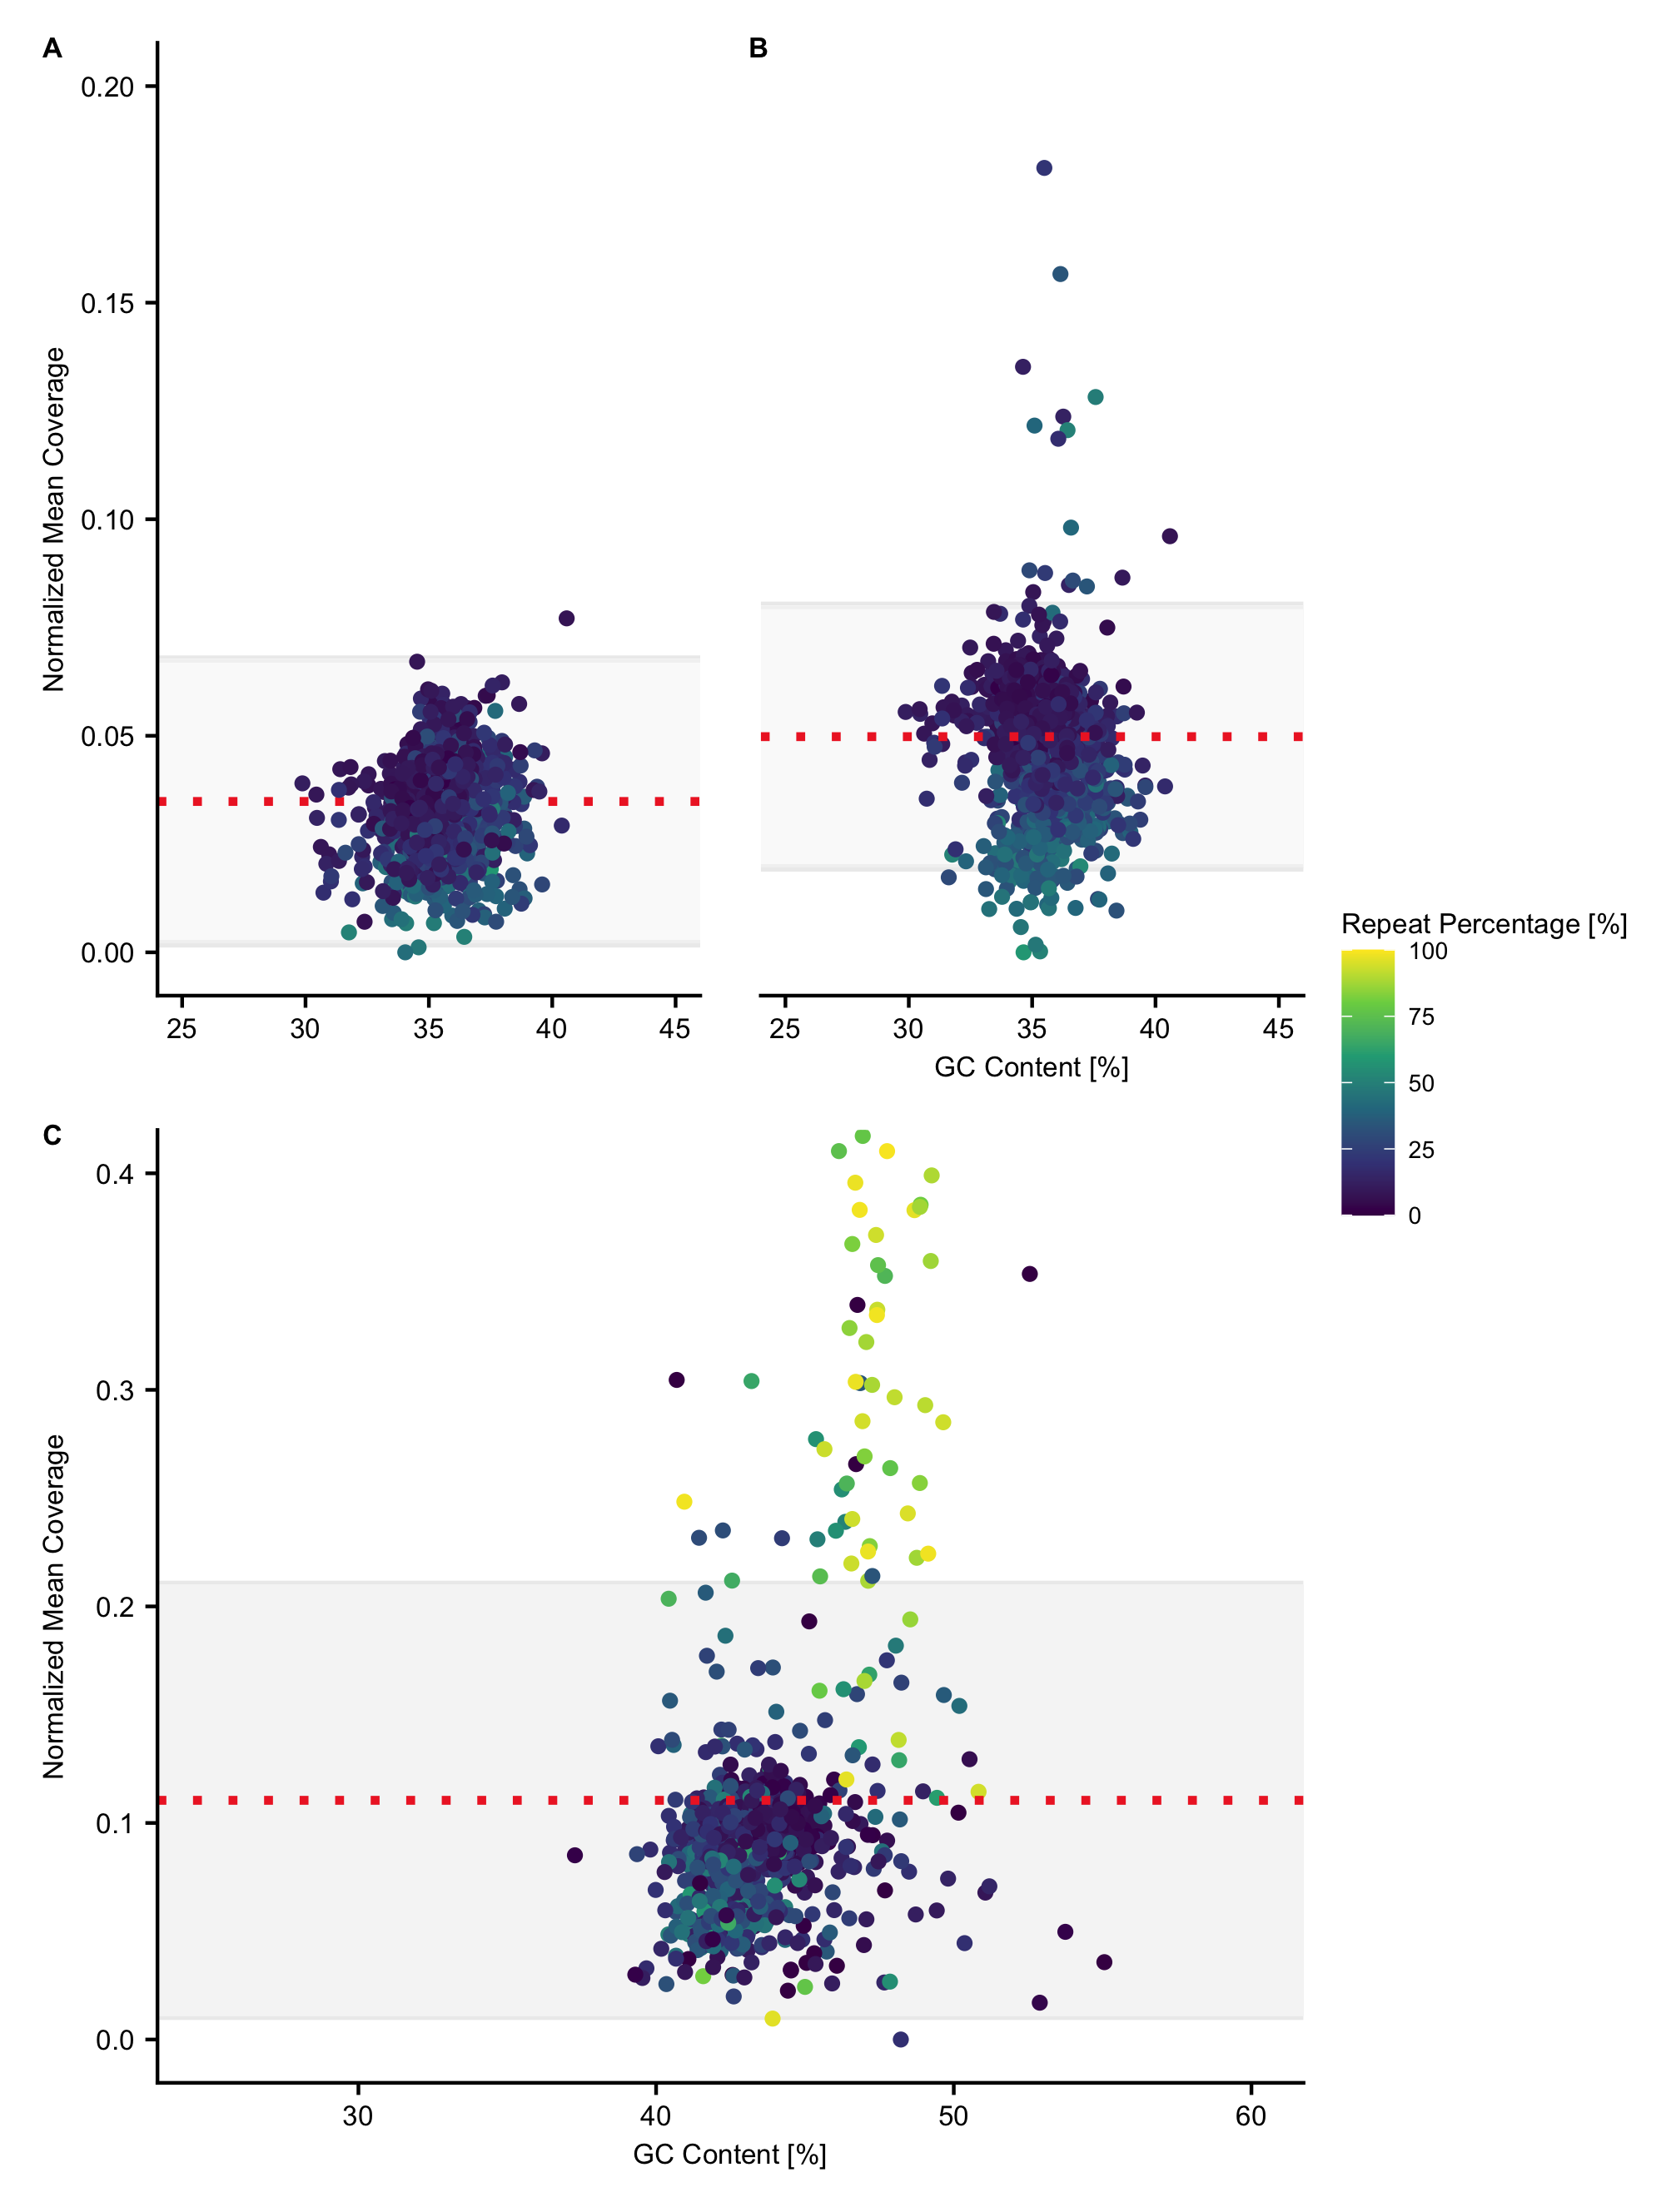 A
B
Normalized Mean Coverage
0.20
0.15
0.10
0.05
0.00
25 30 35 40 45
25 30 35 40 45
GC Content [%]
Repeat Percentage [%]
100
75
50
25
0
C
Normalized Mean Coverage
0.4
0.3
0.2
0.1
0.0
30 40 50 60
GC Content [%]